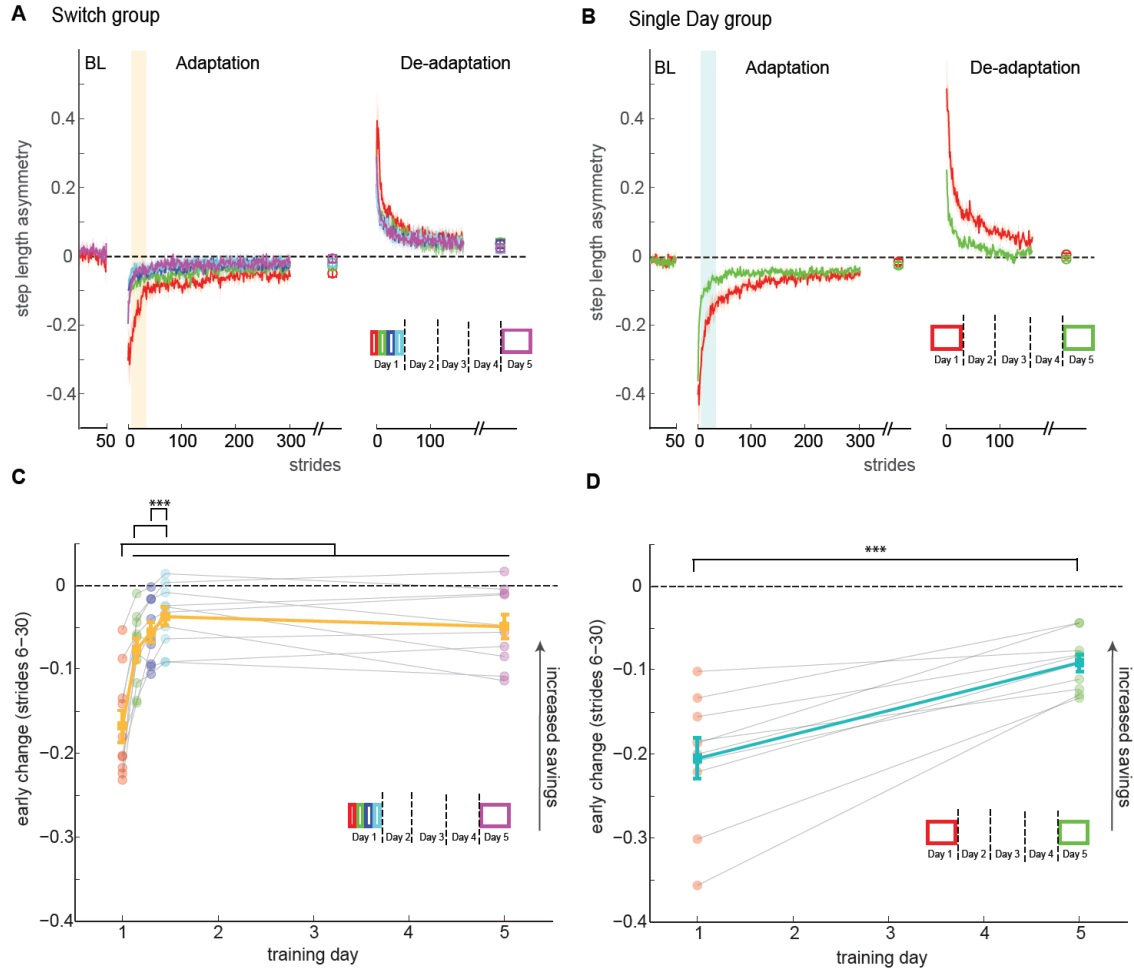 A Switch group
BL Adaptation De-adaptation
step length asymmetry
0.4
0.2
0
-0.2
-0.4
Day 1 Day 2 Day 3 Day 4 Day 5
50 0 100 200 300 // 0 100 //
strides
B Single Day group
BL Adaptation De-adaptation
step length asymmetry
0.4
0.2
0
-0.2
-0.4
Day 1 Day 2 Day 3 Day 4 Day 5
50 0 100 200 300 // 0 100 //
strides
C
***
early change (strides 6−30)
0
−0.1
−0.2
−0.3
−0.4
increased savings
Day 1 Day 2 Day 3 Day 4 Day 5
1 2 3 4 5
training day
D
***
early change (strides 6−30)
0
−0.1
−0.2
−0.3
−0.4
increased savings
Day 1 Day 2 Day 3 Day 4 Day 5
1 2 3 4 5
training day